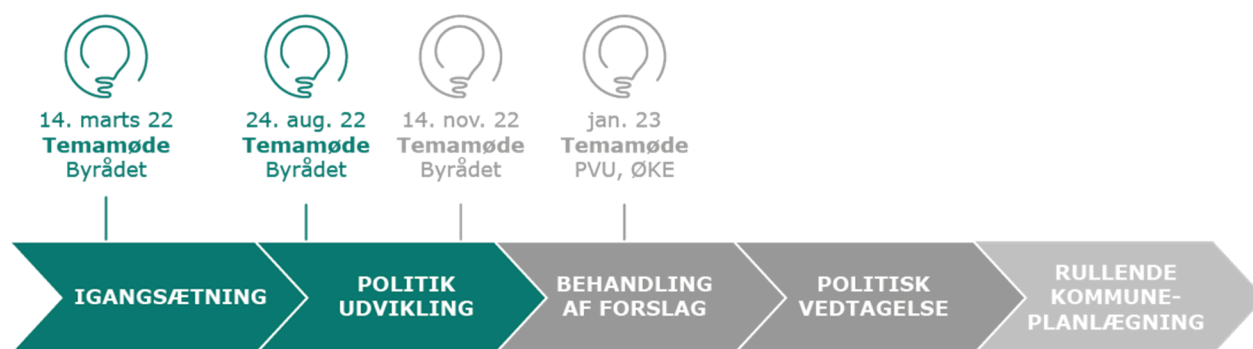 14. marts 22
Temamøde
Byrådet
24. aug. 22
Temamøde
Byrådet
14. nov. 22
Temamøde
Byrådet
jan. 23
Temamøde
PVU, ØKE
IGANGSÆTNING
POLITIK
UDVIKLING
BEHANDLING
AF FORSLAG
POLITISK
VEDTAGELSE
RULLENDE
KOMMUNE-
PLANLÆGNING